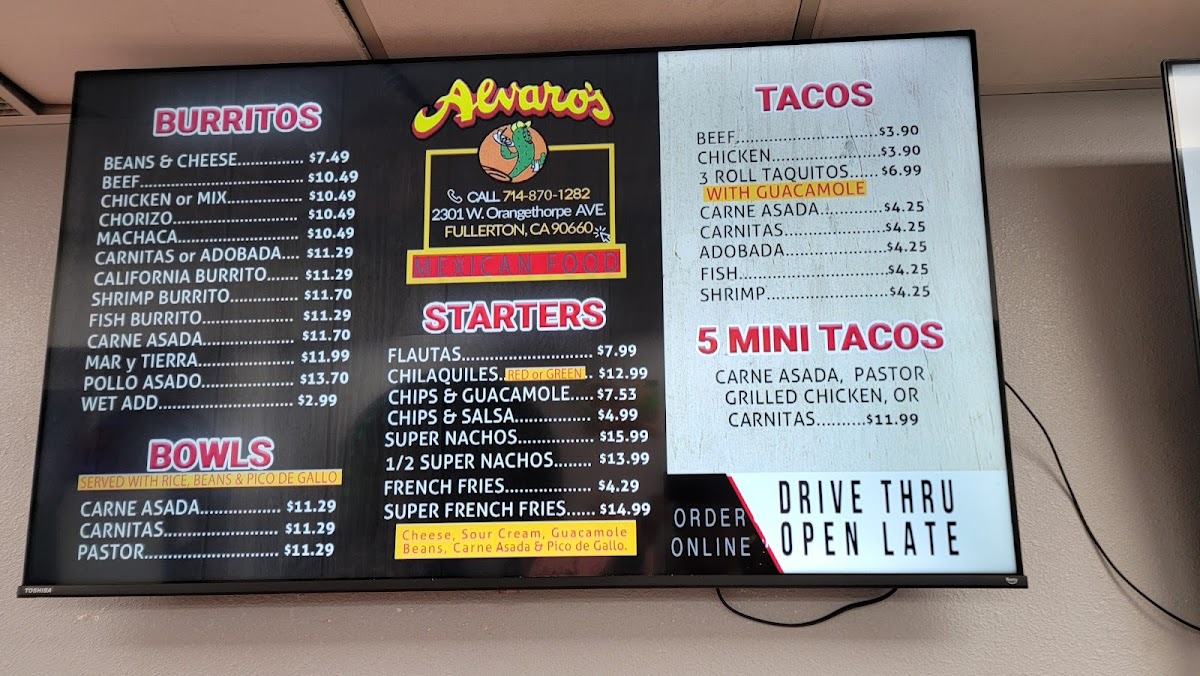 BURRITOS
BEANS & CHEESE............... $7.49
BEEF.................................. $10.49
CHICKEN or MIX............... $10.49
CHORIZO.......................... $10.49
MACHACA......................... $10.49
CARNITAS or ADOBADA.... $11.29
CALIFORNIA BURRITO....... $11.29
SHRIMP BURRITO.............. $11.70
FISH BURRITO................... $11.29
CARNE ASADA................... $11.70
MAR y TIERRA.................... $11.99
POLLO ASADO................... $13.70
WET ADD............................ $2.99
BOWLS
SERVED WITH RICE, BEANS & PICO DE GALLO
CARNE ASADA................. $11.29
CARNITAS........................ $11.29
PASTOR............................ $11.29
Alvaro's
CALL 714-870-1282
2301 W. Orangethorpe AVE.
FULLERTON, CA 90660
MEXICAN FOOD
STARTERS
FLAUTAS........................... $7.99
CHILAQUILES.. RED or GREEN.. $12.99
CHIPS & GUACAMOLE..... $7.53
CHIPS & SALSA................ $4.99
SUPER NACHOS................ $15.99
1/2 SUPER NACHOS........ $13.99
FRENCH FRIES.................. $4.29
SUPER FRENCH FRIES...... $14.99
Cheese, Sour Cream, Guacamole
Beans, Carne Asada & Pico de Gallo.
TACOS
BEEF.............................$3.90
CHICKEN.......................$3.90
3 ROLL TAQUITOS...... $6.99
WITH GUACAMOLE
CARNE ASADA.............$4.25
CARNITAS.....................$4.25
ADOBADA.....................$4.25
FISH..............................$4.25
SHRIMP.........................$4.25
5 MINI TACOS
CARNE ASADA, PASTOR
GRILLED CHICKEN, OR
CARNITAS..........$11.99
ORDER
ONLINE
DRIVE THRU
OPEN LATE
TOSHIBA